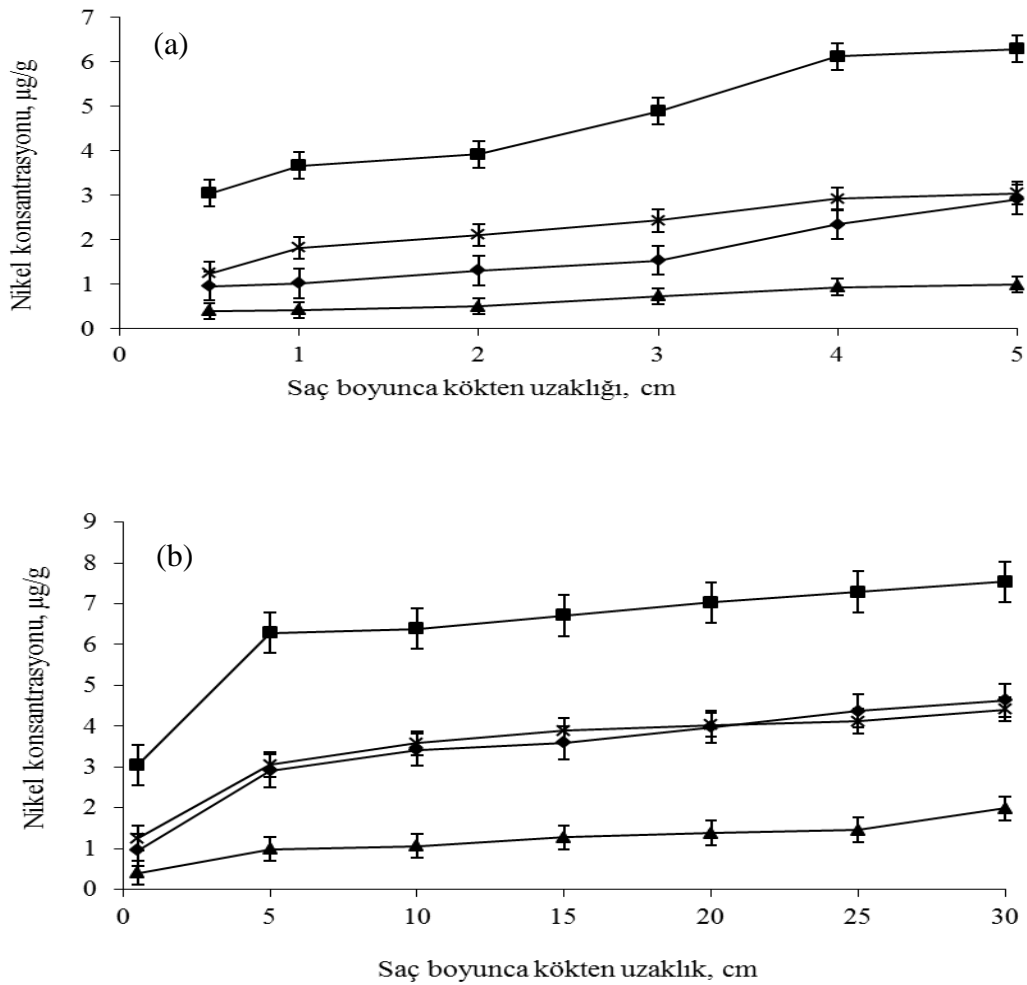 (a)
Nikel konsantrasyonu, µg/g
7
6
5
4
3
2
1
0
0 1 2 3 4 5
Saç boyunca kökten uzaklığı, cm
(b)
Nikel konsantrasyonu, µg/g
9
8
7
6
5
4
3
2
1
0
0 5 10 15 20 25 30
Saç boyunca kökten uzaklık, cm